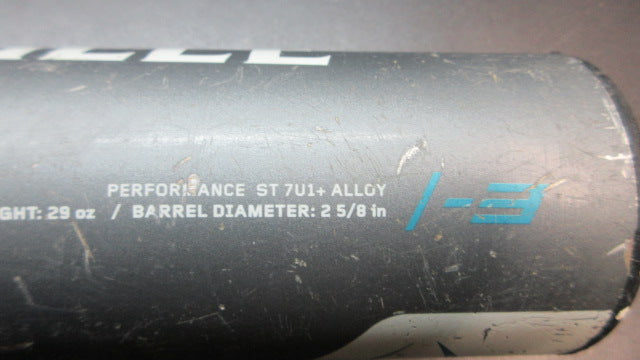 PERFORMANCE ST 7U1+ ALLOY
GHT: 29 oz / BARREL DIAMETER: 2 5/8 in
/-3